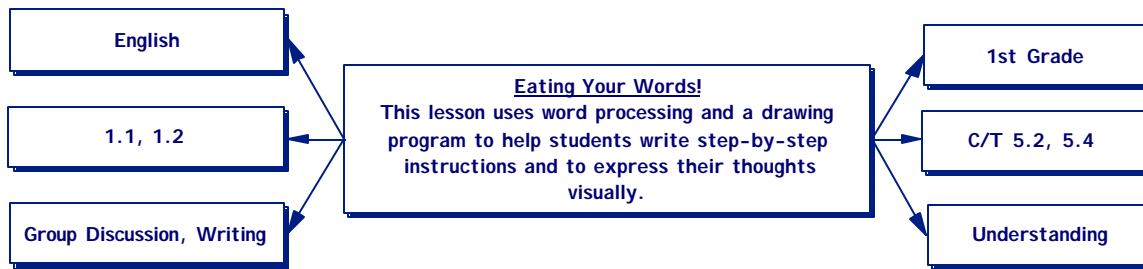 English
1.1, 1.2
Group Discussion, Writing
Eating Your Words!
This lesson uses word processing and a drawing
program to help students write step-by-step
instructions and to express their thoughts
visually.
1st Grade
C/T 5.2, 5.4
Understanding